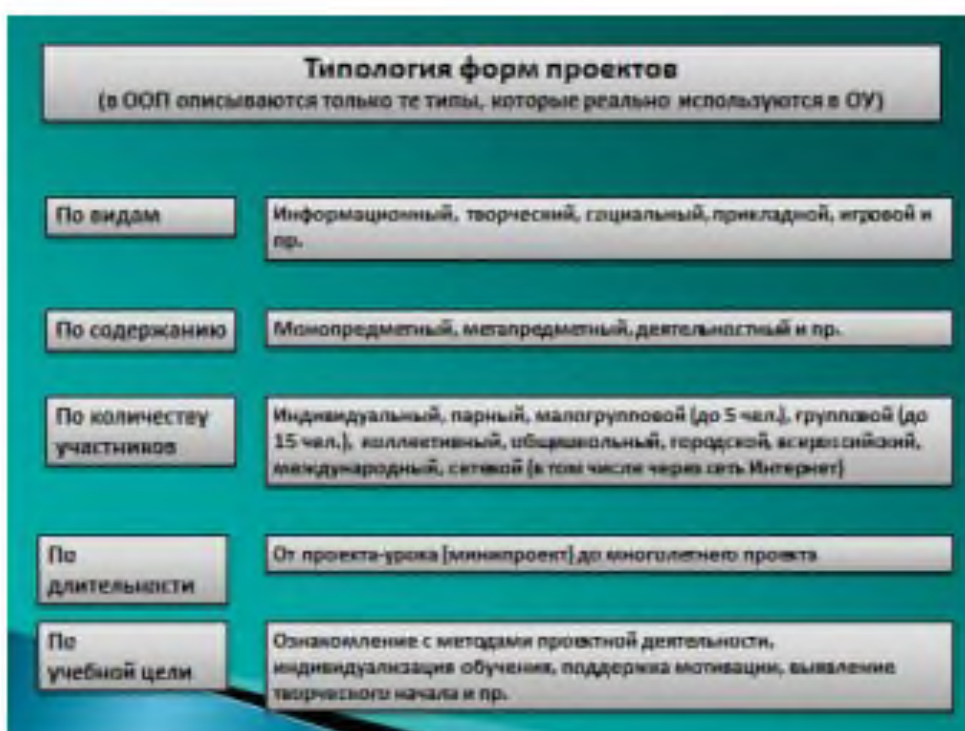 Типология форм проектов
(в ООП описываются только те типы, которые реально используются в ОУ)
По видам
Информационный, творческий, социальный, прикладной, игровой и
пр.
По содержанию
Монопредметный, метапредметный, деятельностный и пр.
По количеству
участников
Индивидуальный, парный, малогрупповой (до 5 чел.), групповой (до
15 чел.), коллективный, общешкольный, городской, всероссийский,
международный, сетевой (в том числе через сеть Интернет)
По
длительности
От проекта-урока (минипроект) до многолетнего проекта
По
учебной цели
Ознакомление с методами проектной деятельности,
индивидуализация обучения, поддержка мотивации, выявление
творческого начала и пр.